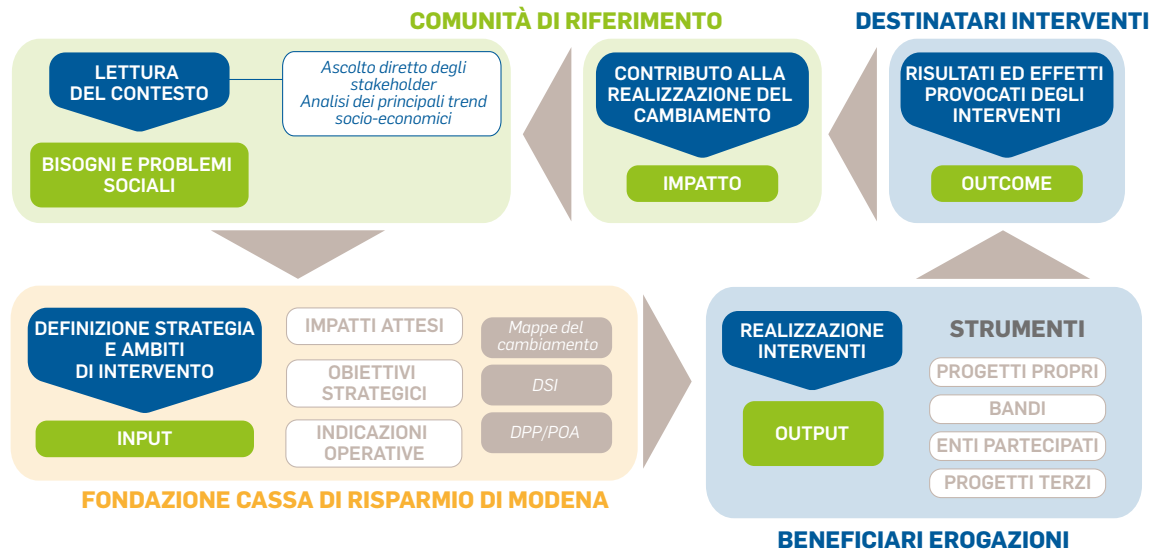 COMUNITÀ DI RIFERIMENTO
DESTINATARI INTERVENTI
LETTURA
DEL CONTESTO
Ascolto diretto degli
stakeholder
Analisi dei principali trend
socio-economici
BISOGNI E PROBLEMI
SOCIALI
CONTRIBUTO ALLA
REALIZZAZIONE DEL
CAMBIAMENTO
IMPATTO
RISULTATI ED EFFETTI
PROVOCATI DEGLI
INTERVENTI
OUTCOME
DEFINIZIONE STRATEGIA
E AMBITI
DI INTERVENTO
INPUT
IMPATTI ATTESI
OBIETTIVI
STRATEGICI
INDICAZIONI
OPERATIVE
Mappe del
cambiamento
DSI
DPP/POA
FONDAZIONE CASSA DI RISPARMIO DI MODENA
REALIZZAZIONE
INTERVENTI
OUTPUT
STRUMENTI
PROGETTI PROPRI
BANDI
ENTI PARTECIPATI
PROGETTI TERZI
BENEFICIARI EROGAZIONI